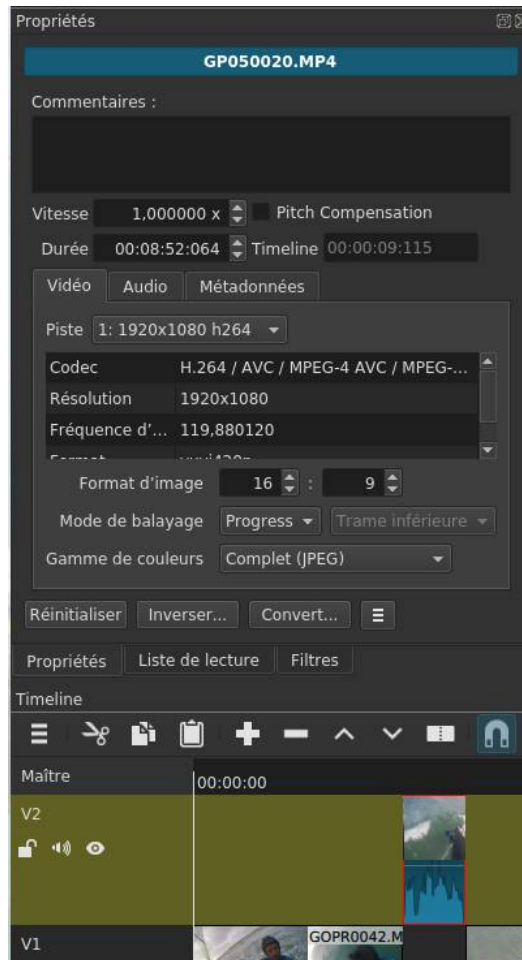 Propriétés
GP050020.MP4
Commentaires :
Vitesse 1,000000 x Pitch Compensation
Durée 00:08:52:064 Timeline 00:00:09:115
Vidéo Audio Métadonnées
Piste 1: 1920x1080 h264
Codec H.264 / AVC / MPEG-4 AVC / MPEG-...
Résolution 1920x1080
Fréquence d'... 119,880120
Format d'image 16 : 9
Mode de balayage Progress Trame inférieure
Gamme de couleurs Complet (JPEG)
Réinitialiser Inverser... Convert...
Propriétés Liste de lecture Filtres
Timeline
Maître 00:00:00
V2
V1 GOPR0042.M